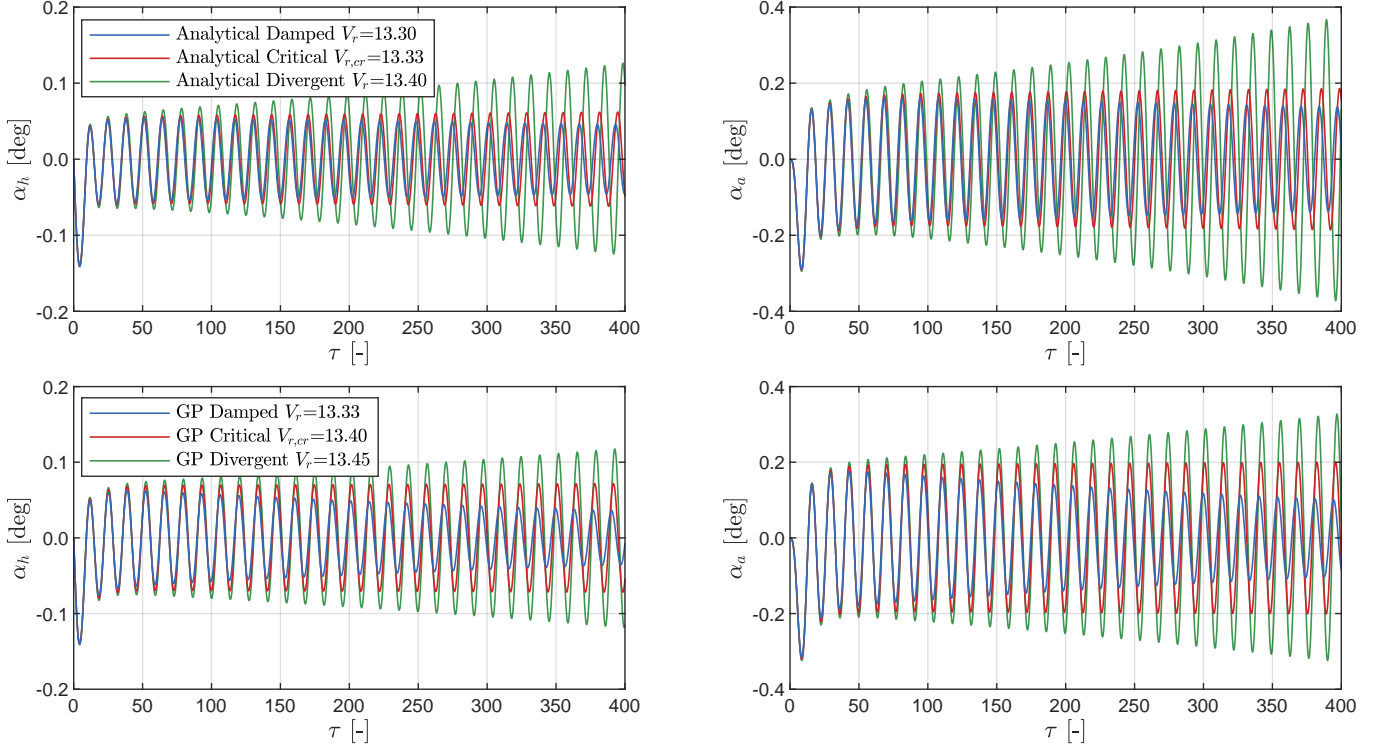 0.2
0.1
0.0
-0.1
-0.2
α_h [deg]
Analytical Damped V_r=13.30
Analytical Critical V_{r,cr}=13.33
Analytical Divergent V_r=13.40
0 50 100 150 200 250 300 350 400
τ [-]
0.4
0.2
0.0
-0.2
-0.4
α_a [deg]
0 50 100 150 200 250 300 350 400
τ [-]
0.2
0.1
0.0
-0.1
-0.2
α_h [deg]
GP Damped V_r=13.33
GP Critical V_{r,cr}=13.40
GP Divergent V_r=13.45
0 50 100 150 200 250 300 350 400
τ [-]
0.4
0.2
0.0
-0.2
-0.4
α_a [deg]
0 50 100 150 200 250 300 350 400
τ [-]